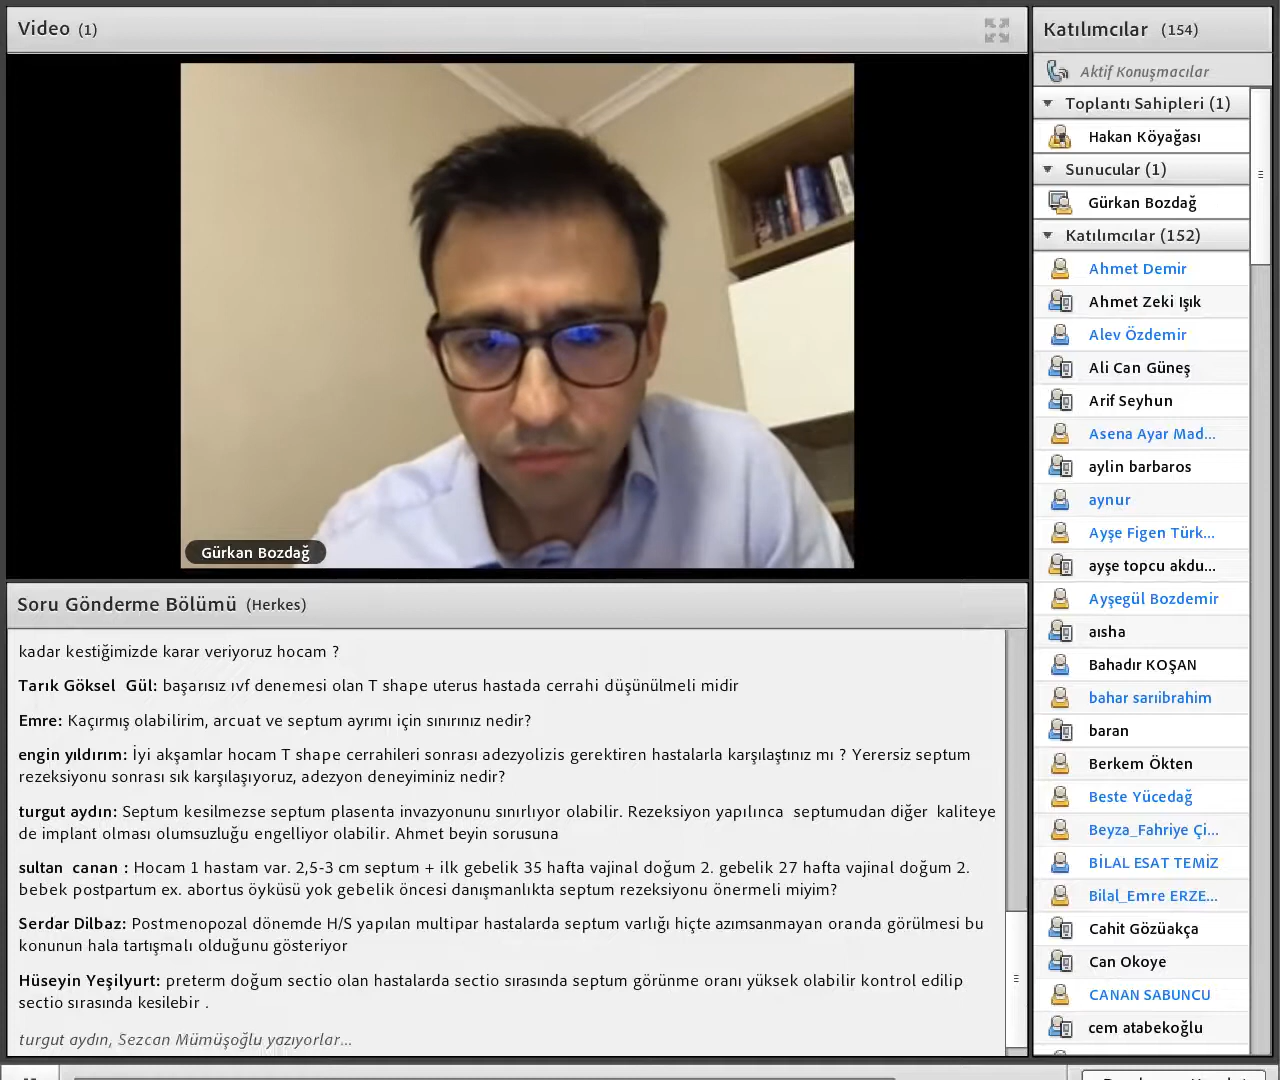 Video (1)
Gürkan Bozdağ
Soru Gönderme Bölümü (Herkes)
kadar kestiğimizde karar veriyoruz hocam ?
Tarık Göksel  Gül: başarısız ıvf denemesi olan T shape uterus hastada cerrahi düşünülmeli midir
Emre: Kaçırmış olabilirim, arcuat ve septum ayrımı için sınırınız nedir?
engin yıldırım: İyi akşamlar hocam T shape cerrahileri sonrası adezyolizis gerektiren hastalarla karşılaştınız mı ? Yerersiz septum
rezeksiyonu sonrası sık karşılaşıyoruz, adezyon deneyiminiz nedir?
turgut aydın: Septum kesilmezse septum plasenta invazyonunu sınırlıyor olabilir. Rezeksiyon yapılınca  septumudan diğer  kaliteye
de implant olması olumsuzluğu engelliyor olabilir. Ahmet beyin sorusuna
sultan  canan : Hocam 1 hastam var. 2,5-3 cm septum + ilk gebelik 35 hafta vajinal doğum 2. gebelik 27 hafta vajinal doğum 2.
bebek postpartum ex. abortus öyküsü yok gebelik öncesi danışmanlıkta septum rezeksiyonu önermeli miyim?
Serdar Dilbaz: Postmenopozal dönemde H/S yapılan multipar hastalarda septum varlığı hiçte azımsanmayan oranda görülmesi bu
konunun hala tartışmalı olduğunu gösteriyor
Hüseyin Yeşilyurt: preterm doğum sectio olan hastalarda sectio sırasında septum görünme oranı yüksek olabilir kontrol edilip
sectio sırasında kesilebir .
turgut aydın, Sezcan Mümüşoğlu yazıyorlar...
Katılımcılar (154)
Aktif Konuşmacılar
Toplantı Sahipleri (1)
Hakan Köyağası
Sunucular (1)
Gürkan Bozdağ
Katılımcılar (152)
Ahmet Demir
Ahmet Zeki Işık
Alev Özdemir
Ali Can Güneş
Arif Seyhun
Asena Ayar Mad...
aylin barbaros
aynur
Ayşe Figen Türk...
ayşe topcu akdu...
Ayşegül Bozdemir
aısha
Bahadır KOŞAN
bahar sarıibrahim
baran
Berkem Ökten
Beste Yücedağ
Beyza_Fahriye Çi...
BİLAL ESAT TEMİZ
Bilal_Emre ERZE...
Cahit Gözüakça
Can Okoye
CANAN SABUNCU
cem atabekoğlu